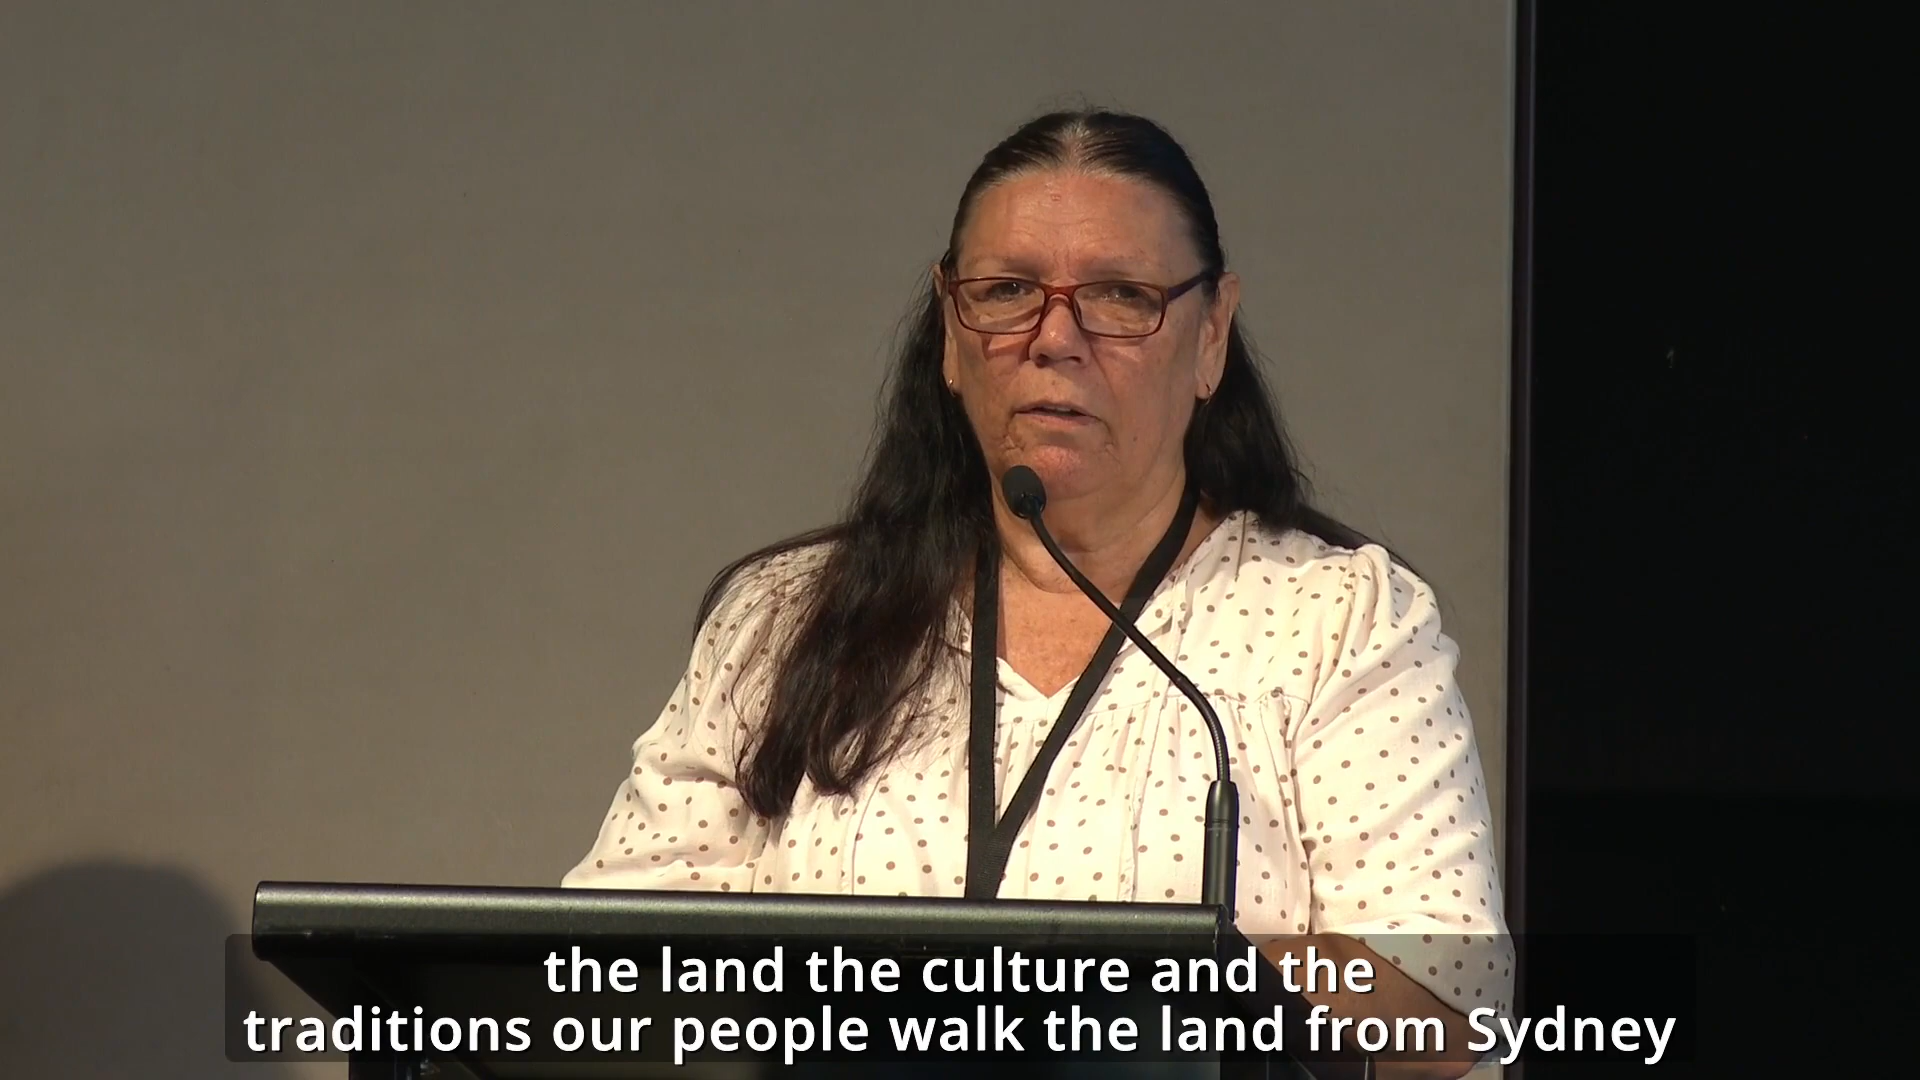 the land the culture and the
traditions our people walk the land from Sydney